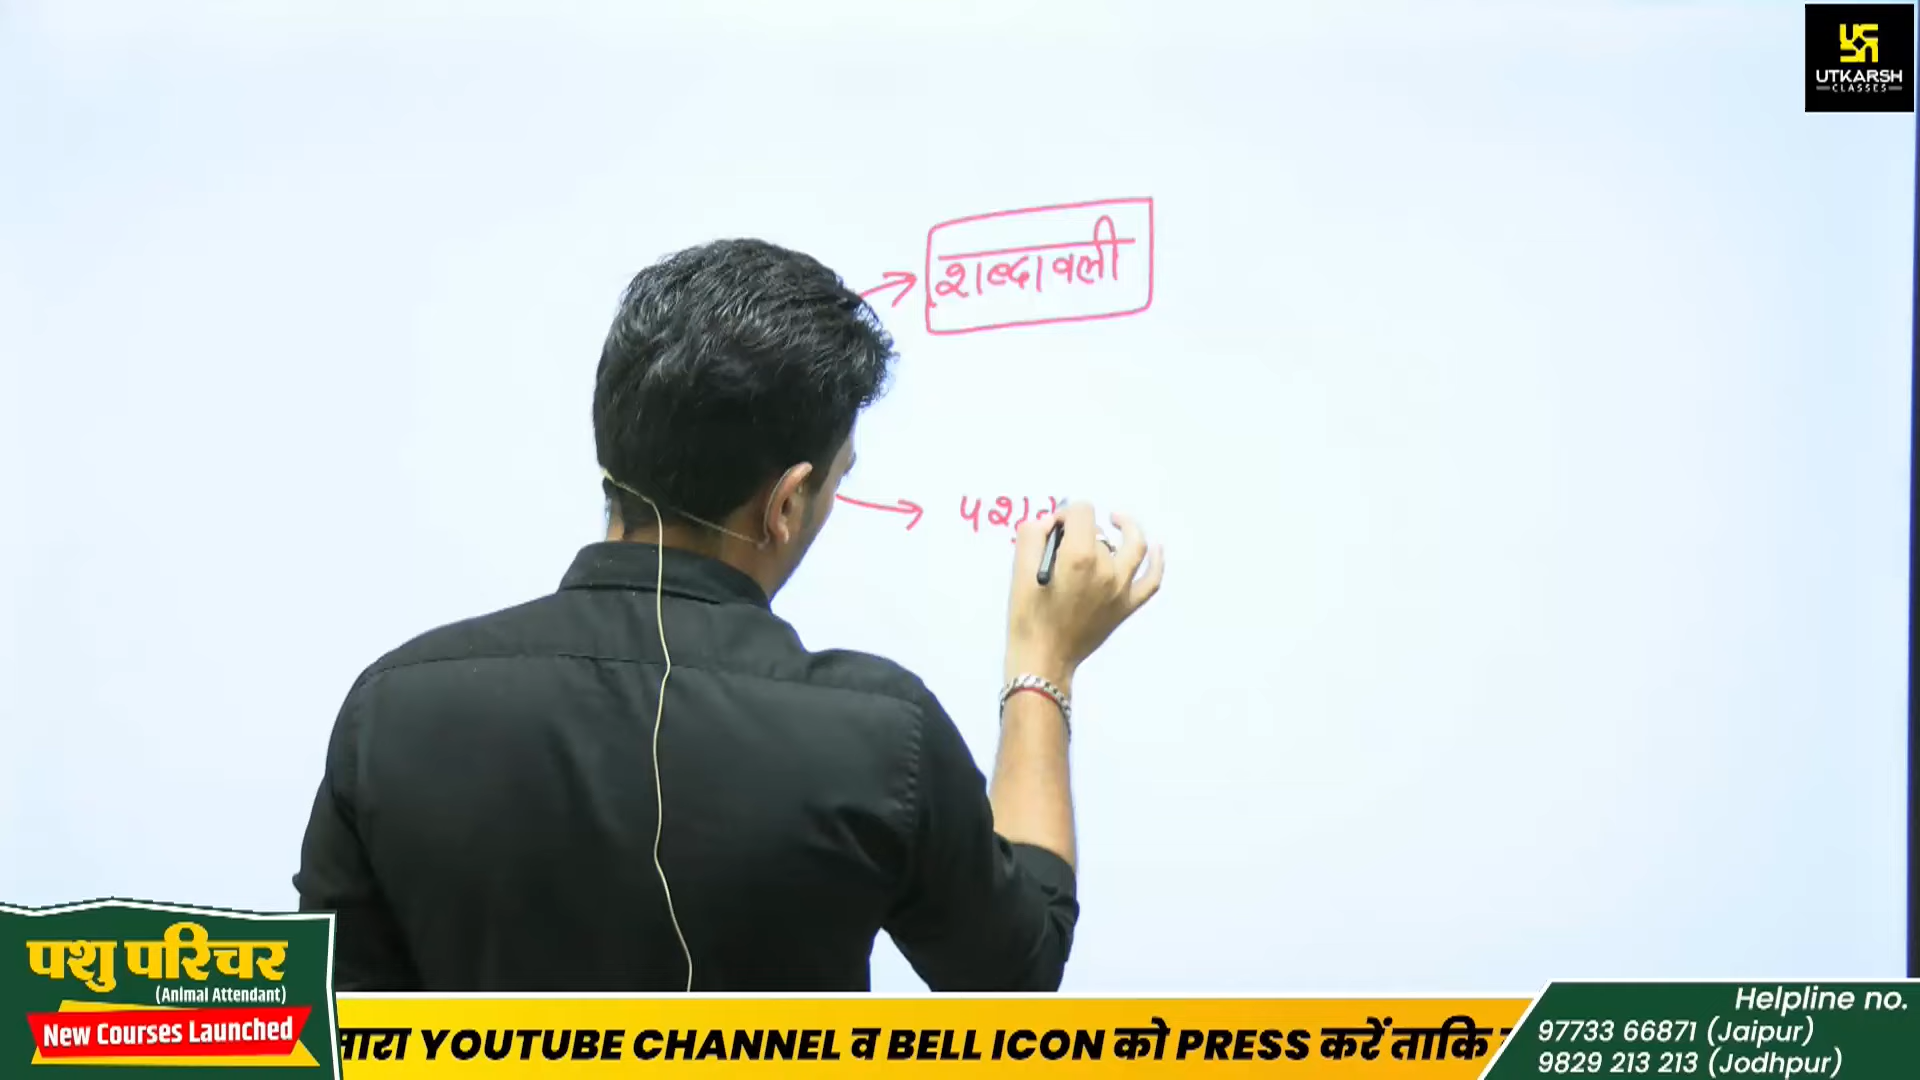 UTKARSH
CLASSES
शब्दावली
पशु परिचर
(Animal Attendant)
New Courses Launched
मारा YOUTUBE CHANNEL व BELL ICON को PRESS करें ताकि
Helpline no.
97733 66871 (Jaipur)
9829 213 213 (Jodhpur)